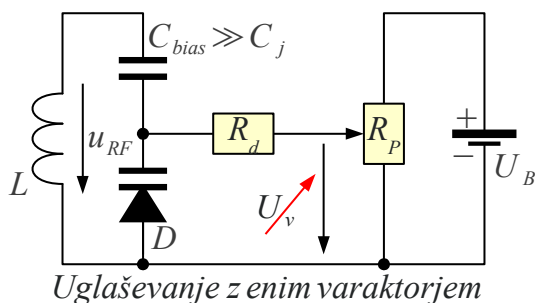 C_bias ≫ C_j
u_RF
R_d
R_P
+
−
U_B
L
D
U_v
Uglaševanje z enim varaktorjem